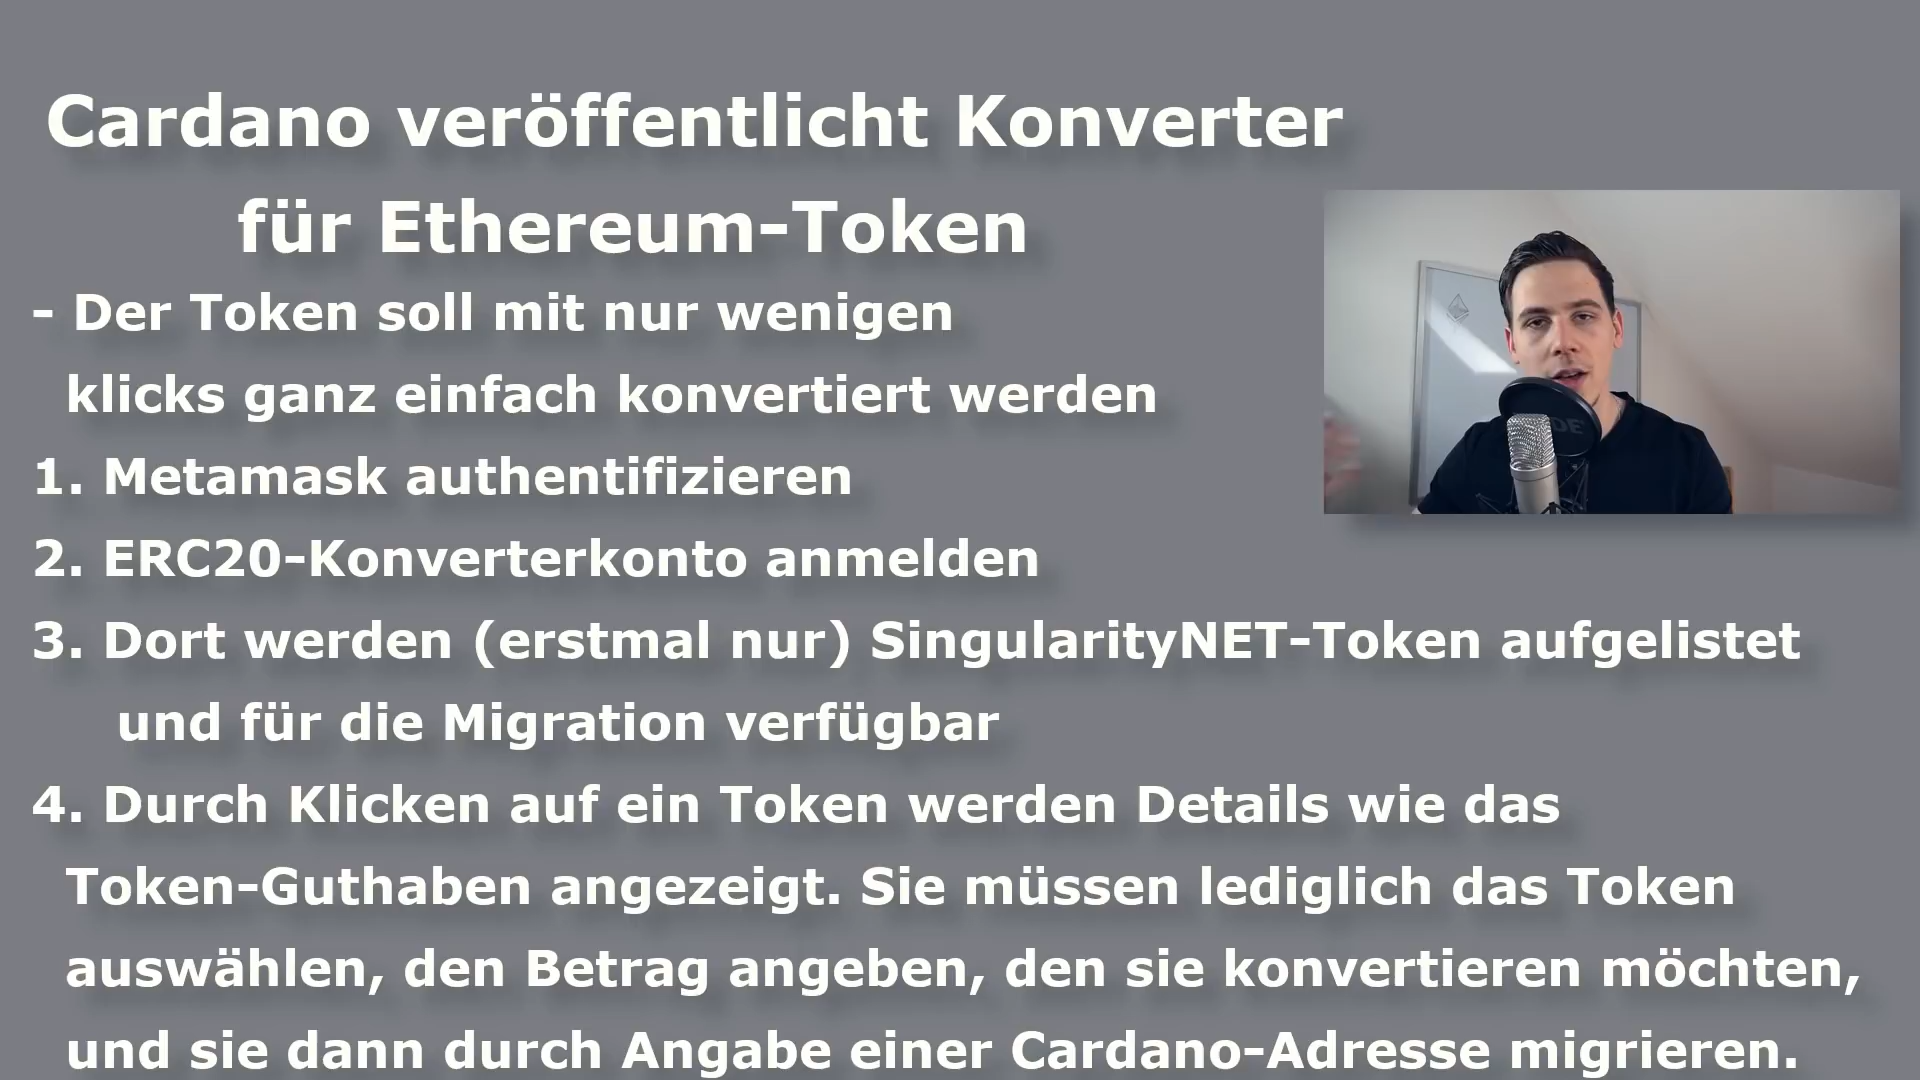 Cardano veröffentlicht Konverter
für Ethereum-Token
- Der Token soll mit nur wenigen
klicks ganz einfach konvertiert werden
1. Metamask authentifizieren
2. ERC20-Konverterkonto anmelden
3. Dort werden (erstmal nur) SingularityNET-Token aufgelistet
und für die Migration verfügbar
4. Durch Klicken auf ein Token werden Details wie das
Token-Guthaben angezeigt. Sie müssen lediglich das Token
auswählen, den Betrag angeben, den sie konvertieren möchten,
und sie dann durch Angabe einer Cardano-Adresse migrieren.